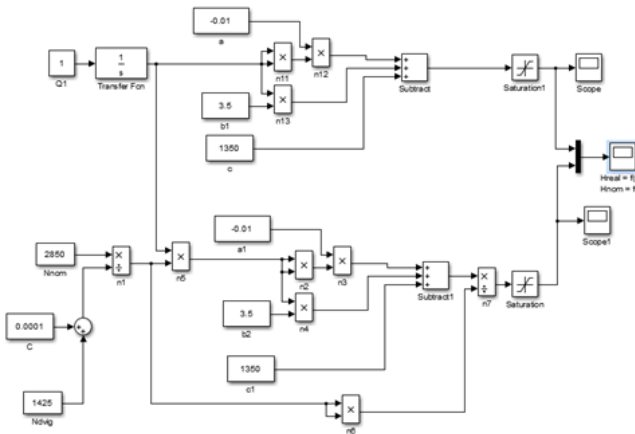 -0.01
a
1
Q1
1
s
Transfer Fcn
×
n11
×
n12
+
+
+
Subtract
Saturation1
Scope
3.5
b1
×
n13
1350
c
Hreal = f
Hnom = f
-0.01
a1
Scope1
2850
Nnom
×
÷
n1
×
n5
×
n2
×
n3
+
+
+
Subtract1
×
÷
n7
Saturation
3.5
b2
×
n4
0.0001
C
+
+
1350
c1
1425
Ndvig
×
n6